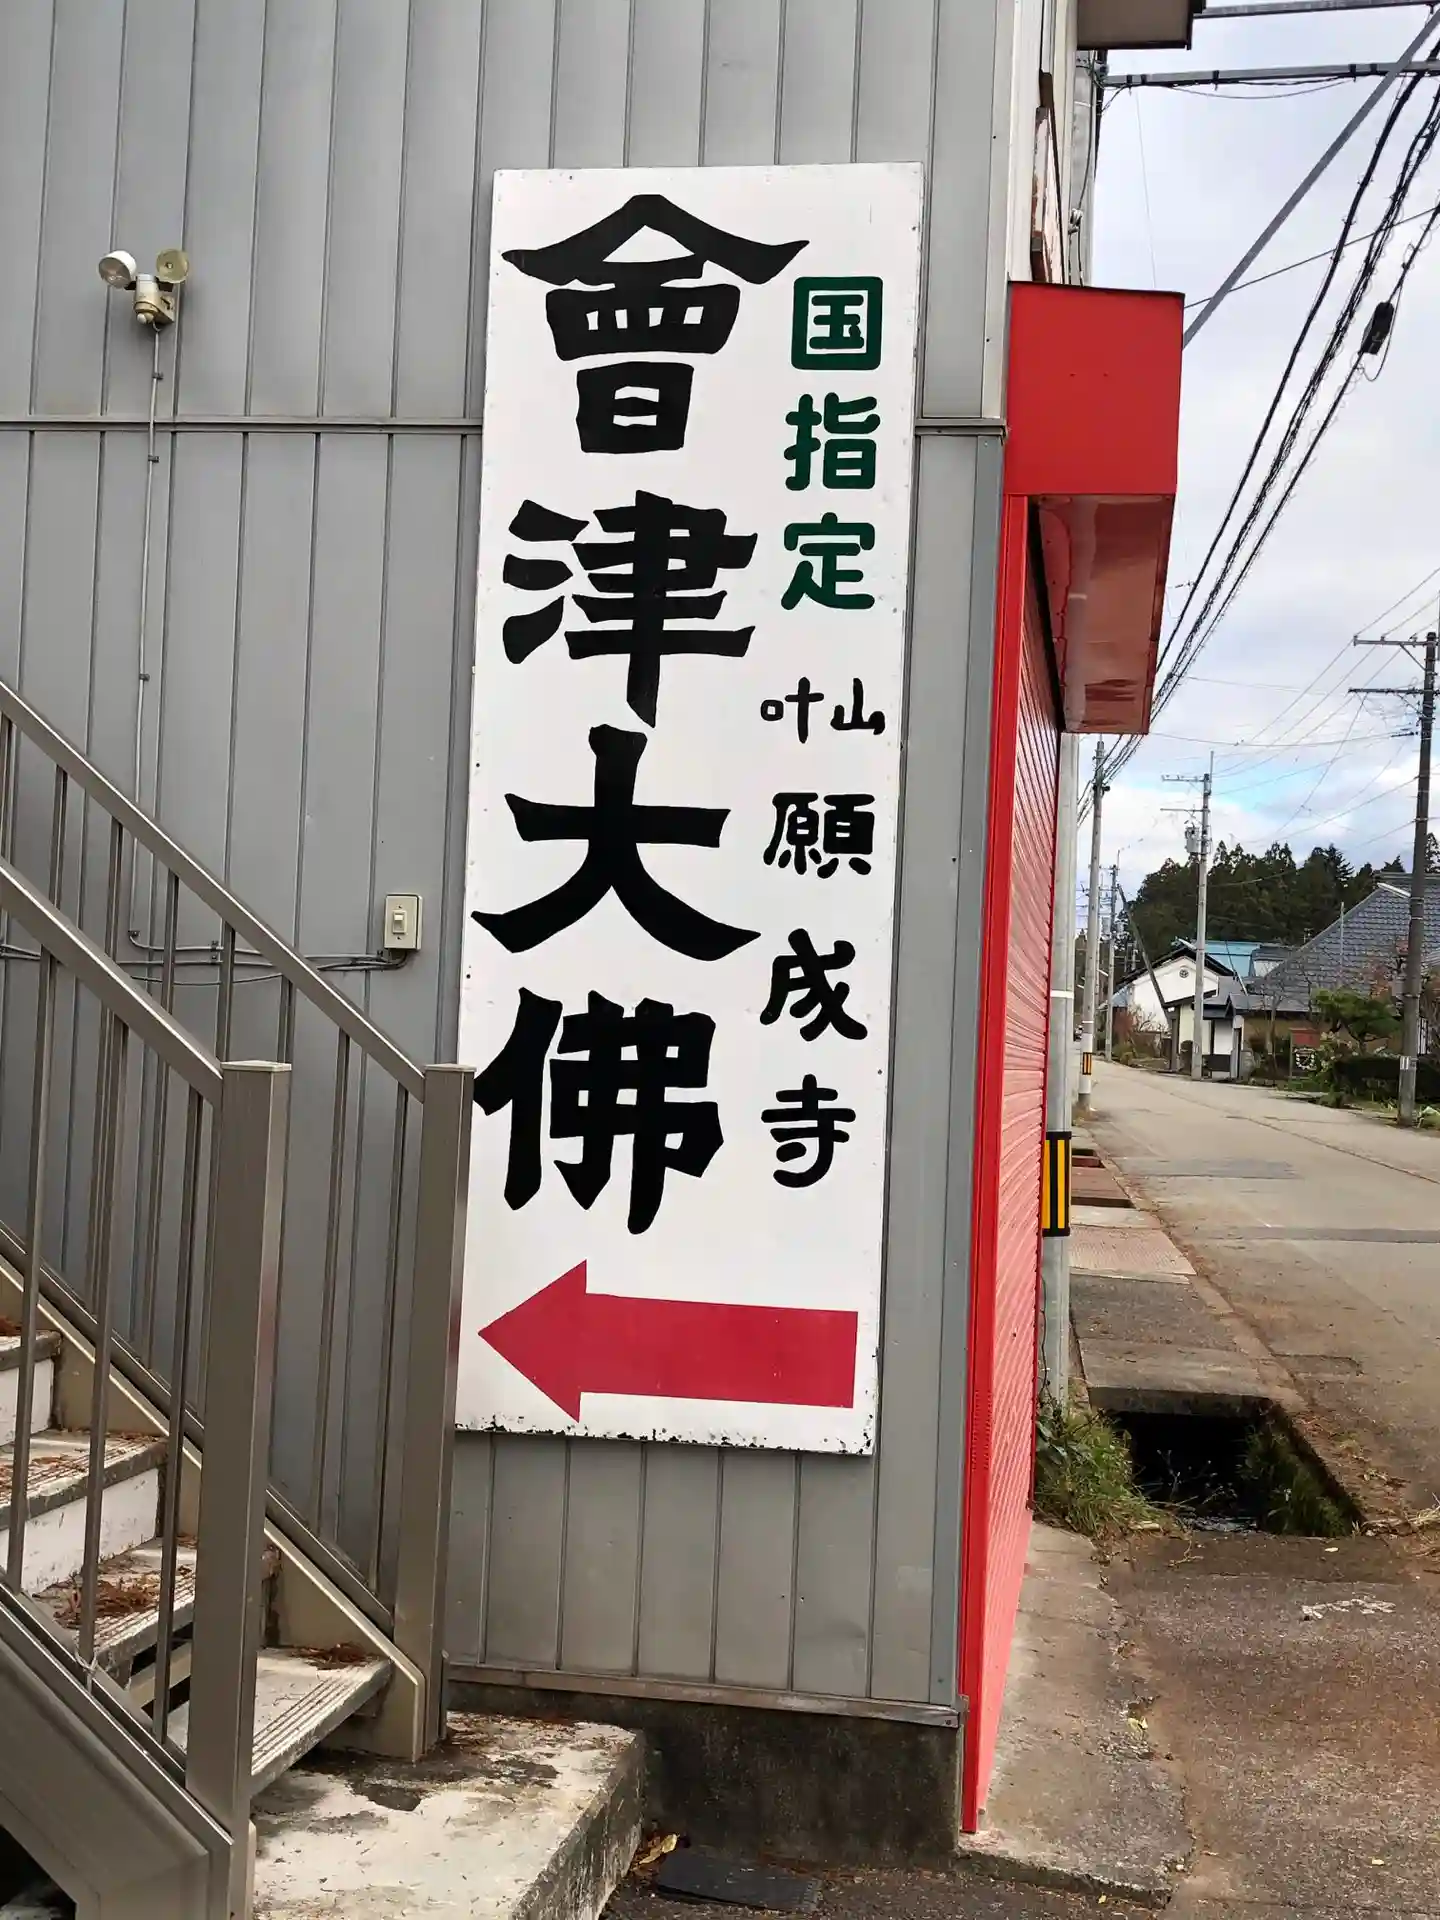 国指定 叶山 願成寺
會津大佛